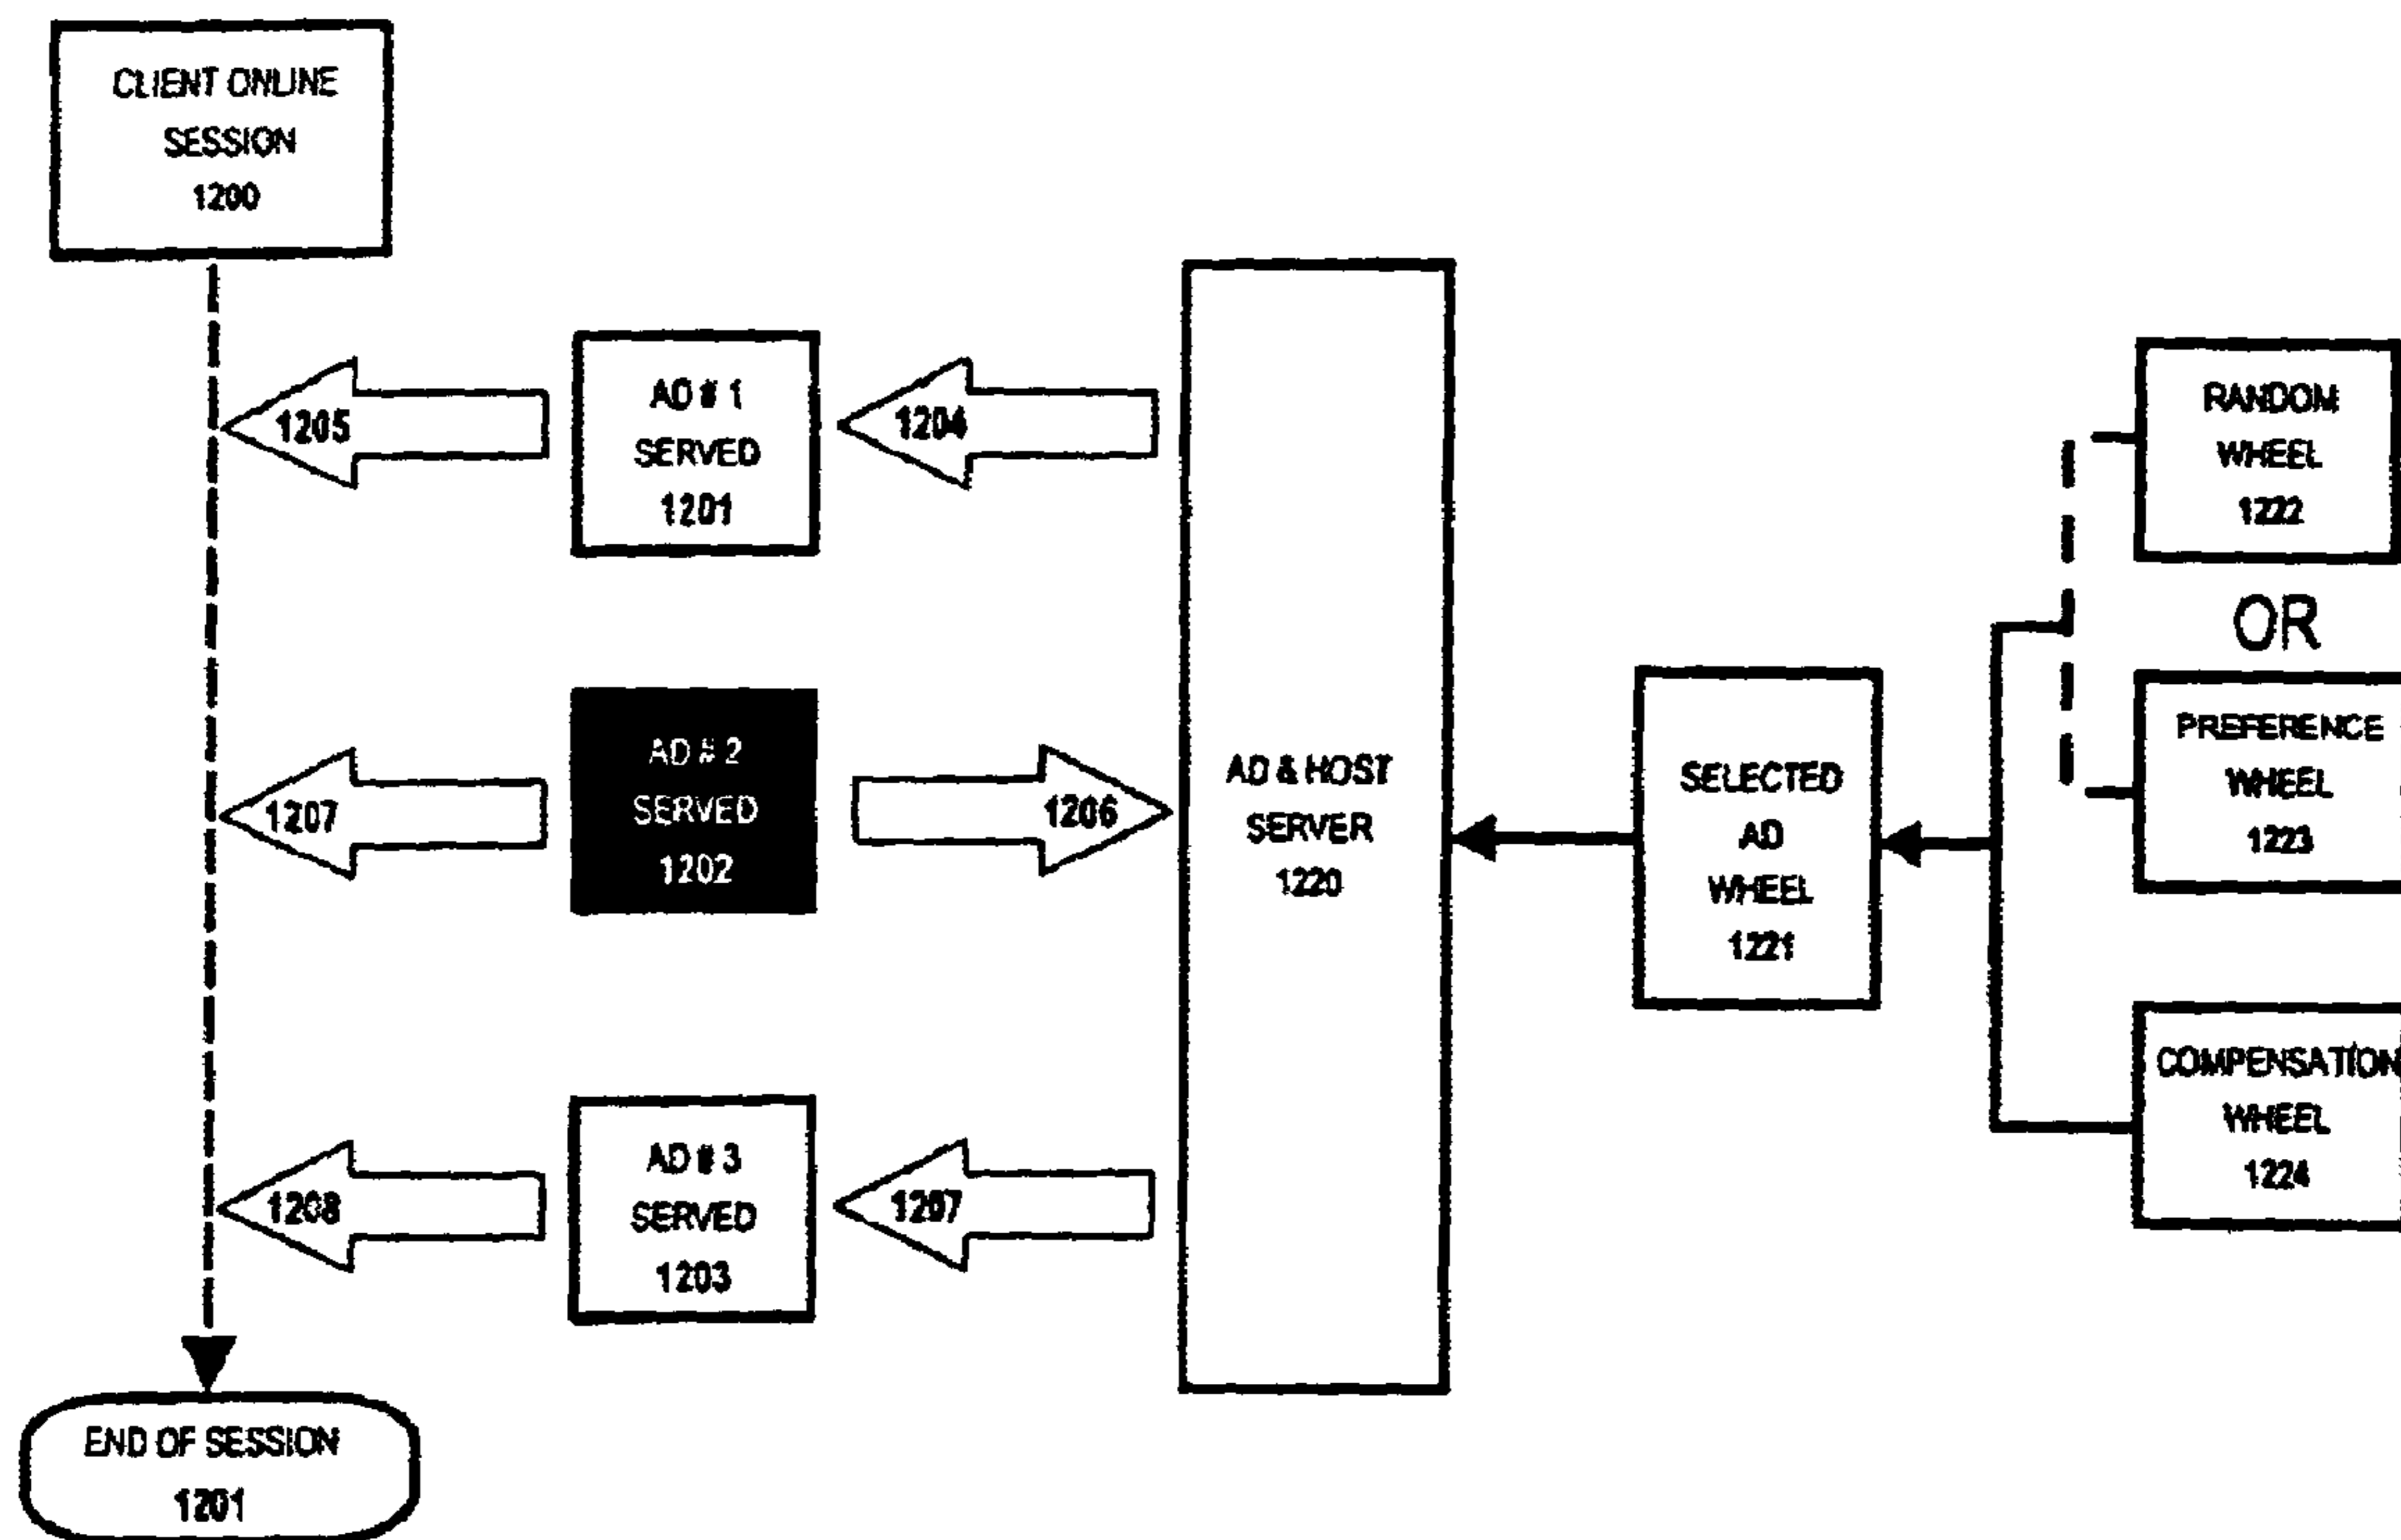 CLIENT ONLINE
SESSION
1200
AD # 1
SERVED
1201
1205
1204
RANDOM
WHEEL
1222
OR
AD # 2
SERVED
1202
1207
1206
AD & HOST
SERVER
1220
SELECTED
AD
WHEEL
1221
PREFERENCE
WHEEL
1223
AD # 3
SERVED
1203
1208
1207
COMPENSATION
WHEEL
1224
END OF SESSION
1201